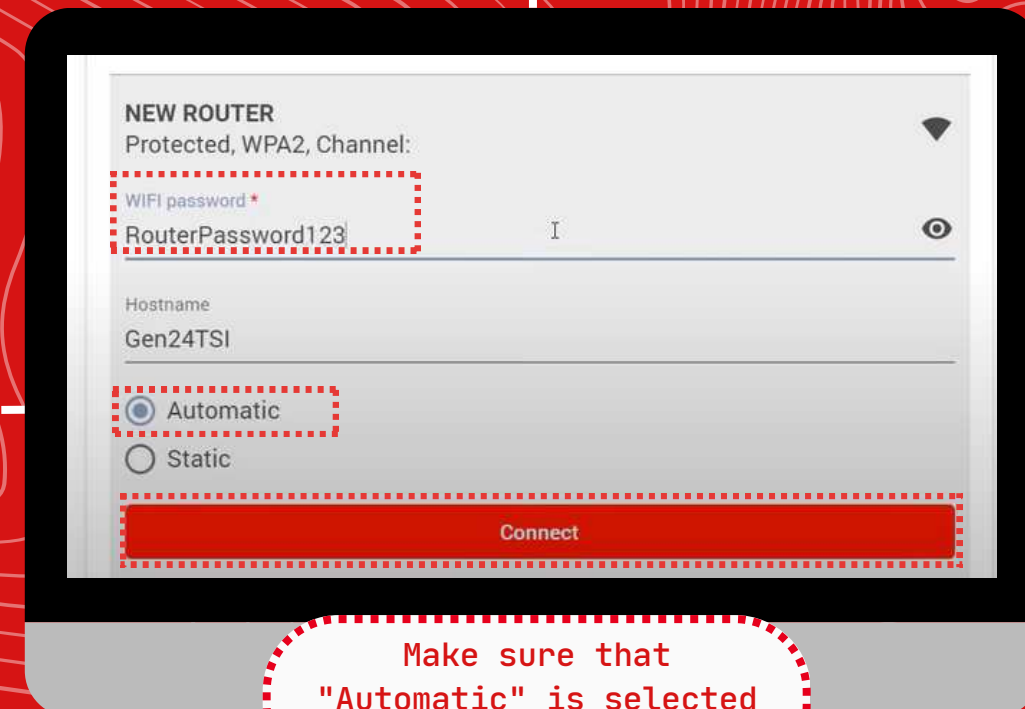 NEW ROUTER
Protected, WPA2, Channel:
WIFI password *
RouterPassword123
Hostname
Gen24TSI
Automatic
Static
Connect
Make sure that
"Automatic" is selected